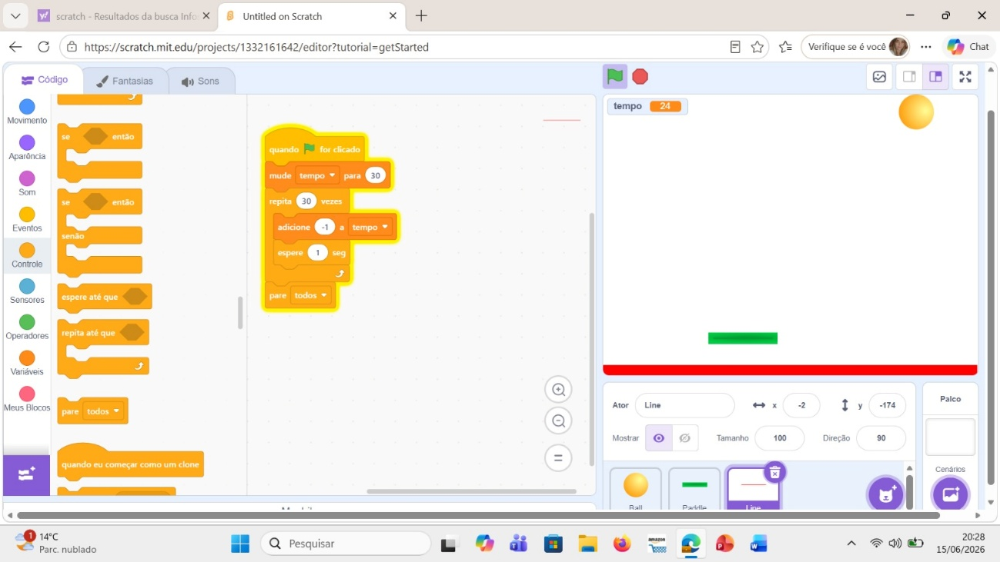 scratch - Resultados da busca Info
Untitled on Scratch
https://scratch.mit.edu/projects/1332161642/editor?tutorial=getStarted
Verifique se é você
Chat
Código
Fantasias
Sons
Movimento
Aparência
Som
Eventos
Controle
Sensores
Operadores
Variáveis
Meus Blocos
se então
se então
senão
espere até que
repita até que
pare todos
quando eu começar como um clone
quando for clicado
mude tempo para 30
repita 30 vezes
adicione -1 a tempo
espere 1 seg
pare todos
tempo 24
Ator Line x -2 y -174
Mostrar Tamanho 100 Direção 90
Ball
Paddle
Line
Palco
Cenários
1
14°C
Parc. nublado
Pesquisar
amazon
20:28
15/06/2026